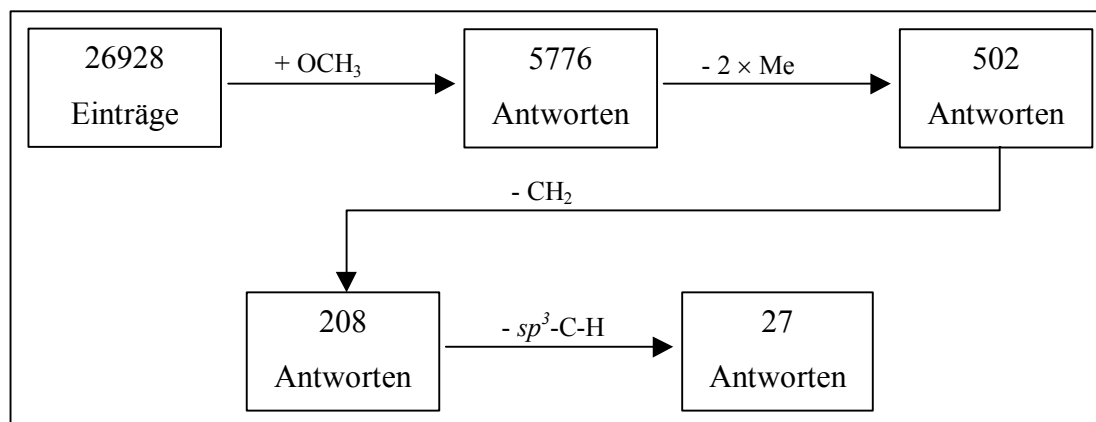 26928
Einträge
+ OCH₃
5776
Antworten
- 2 × Me
502
Antworten
- CH₂
208
Antworten
- sp³-C-H
27
Antworten